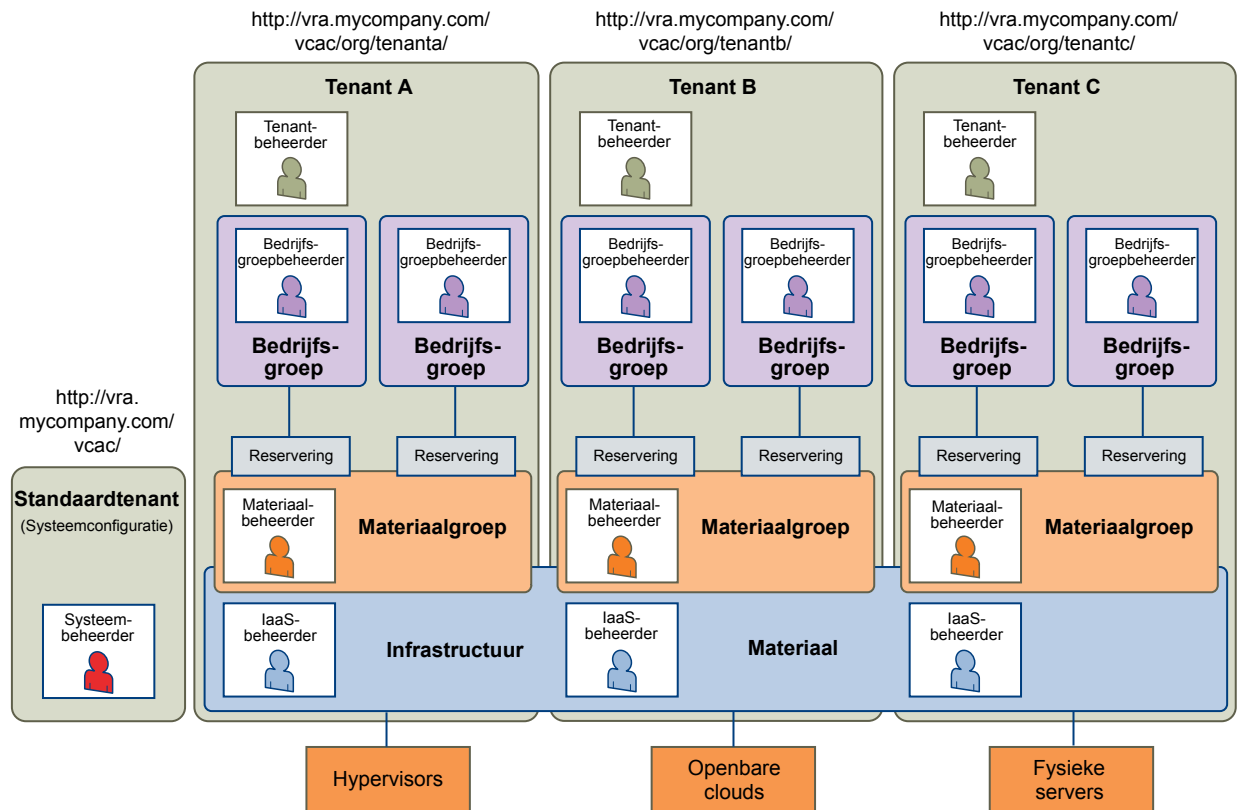 http://vra.mycompany.com/
vcac/org/tenanta/
http://vra.mycompany.com/
vcac/org/tenantb/
http://vra.mycompany.com/
vcac/org/tenantc/
Tenant A
Tenant B
Tenant C
Tenant-
beheerder
Tenant-
beheerder
Tenant-
beheerder
Bedrijfs-
groepbeheerder
Bedrijfs-
groepbeheerder
Bedrijfs-
groepbeheerder
Bedrijfs-
groepbeheerder
Bedrijfs-
groepbeheerder
Bedrijfs-
groepbeheerder
Bedrijfs-
groep
Bedrijfs-
groep
Bedrijfs-
groep
Bedrijfs-
groep
Bedrijfs-
groep
Bedrijfs-
groep
http://vra.
mycompany.com/
vcac/
Reservering
Reservering
Reservering
Reservering
Reservering
Reservering
Standaardtenant
(Systeemconfiguratie)
Materiaal-
beheerder
Materiaalgroep
Materiaal-
beheerder
Materiaalgroep
Materiaal-
beheerder
Materiaalgroep
Systeem-
beheerder
IaaS-
beheerder
Infrastructuur
IaaS-
beheerder
Materiaal
IaaS-
beheerder
Hypervisors
Openbare
clouds
Fysieke
servers